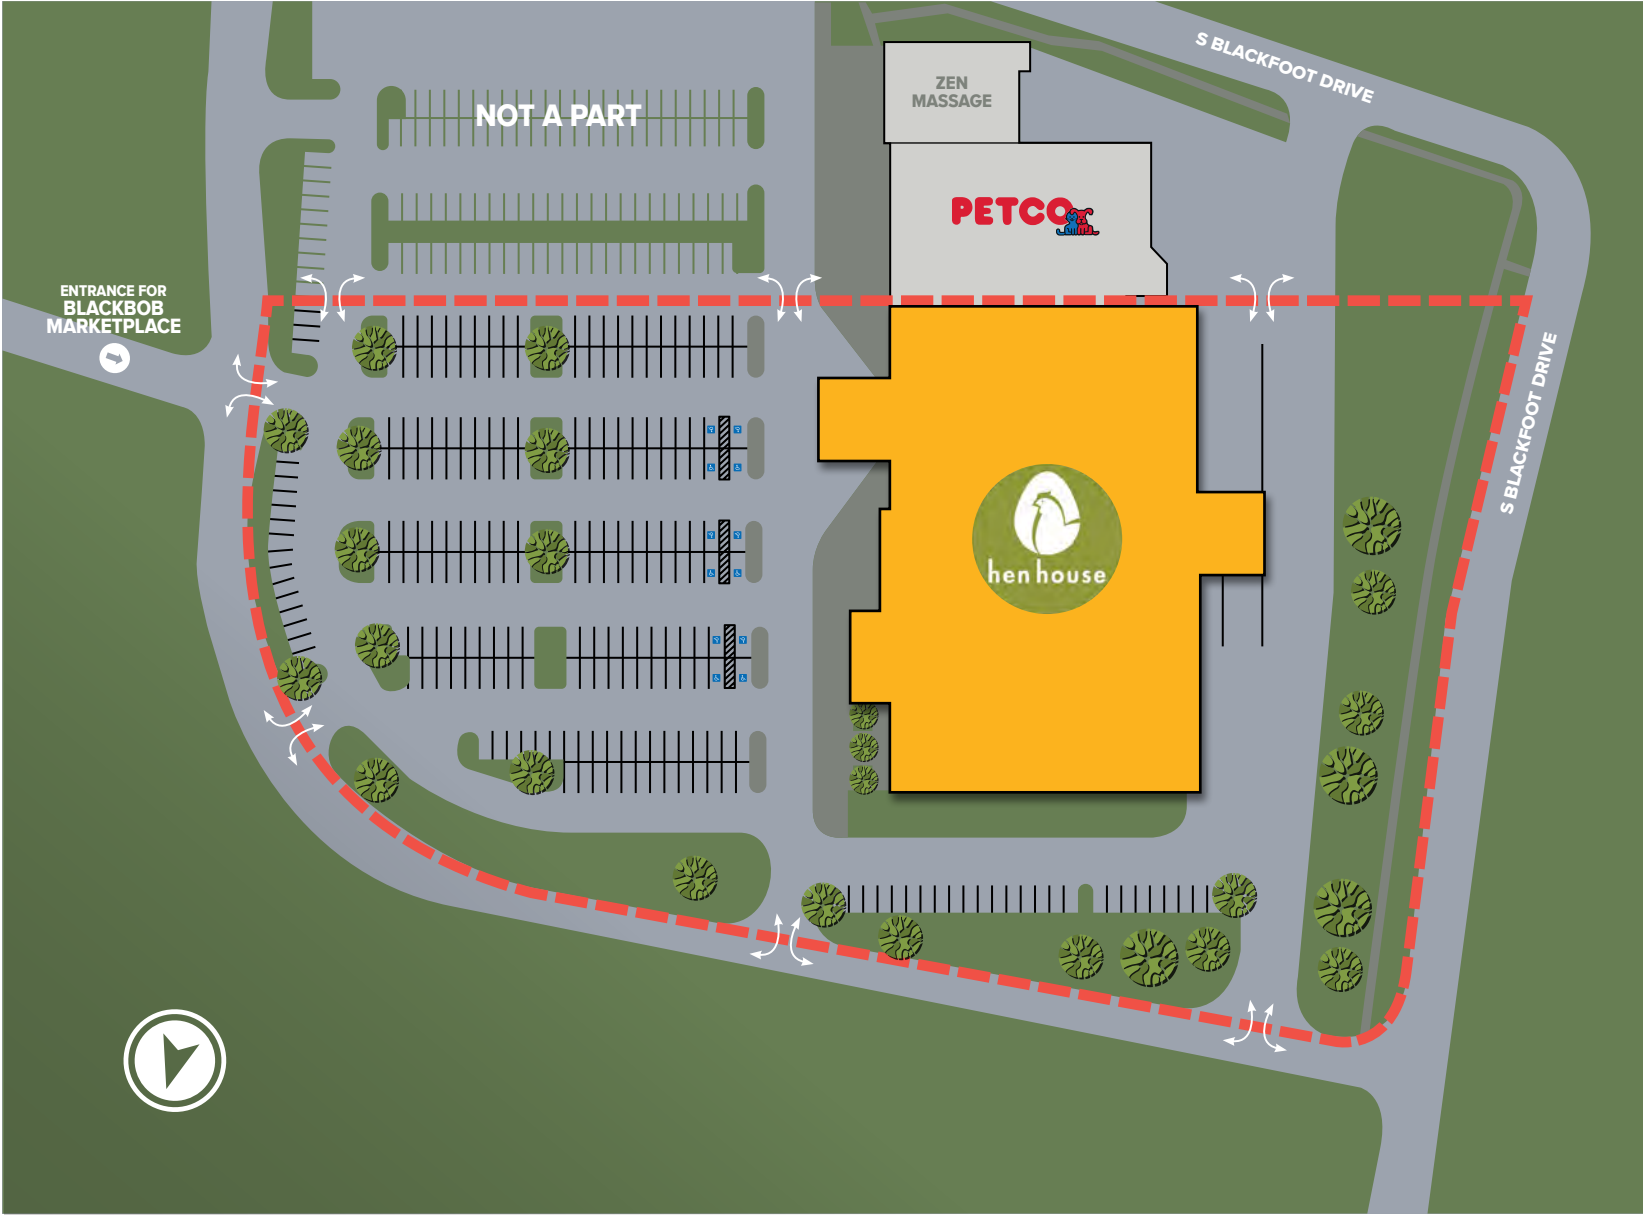 S BLACKFOOT DRIVE
ZEN
MASSAGE
NOT A PART
PETCO
ENTRANCE FOR
BLACKBOB
MARKETPLACE
S BLACKFOOT DRIVE
hen house